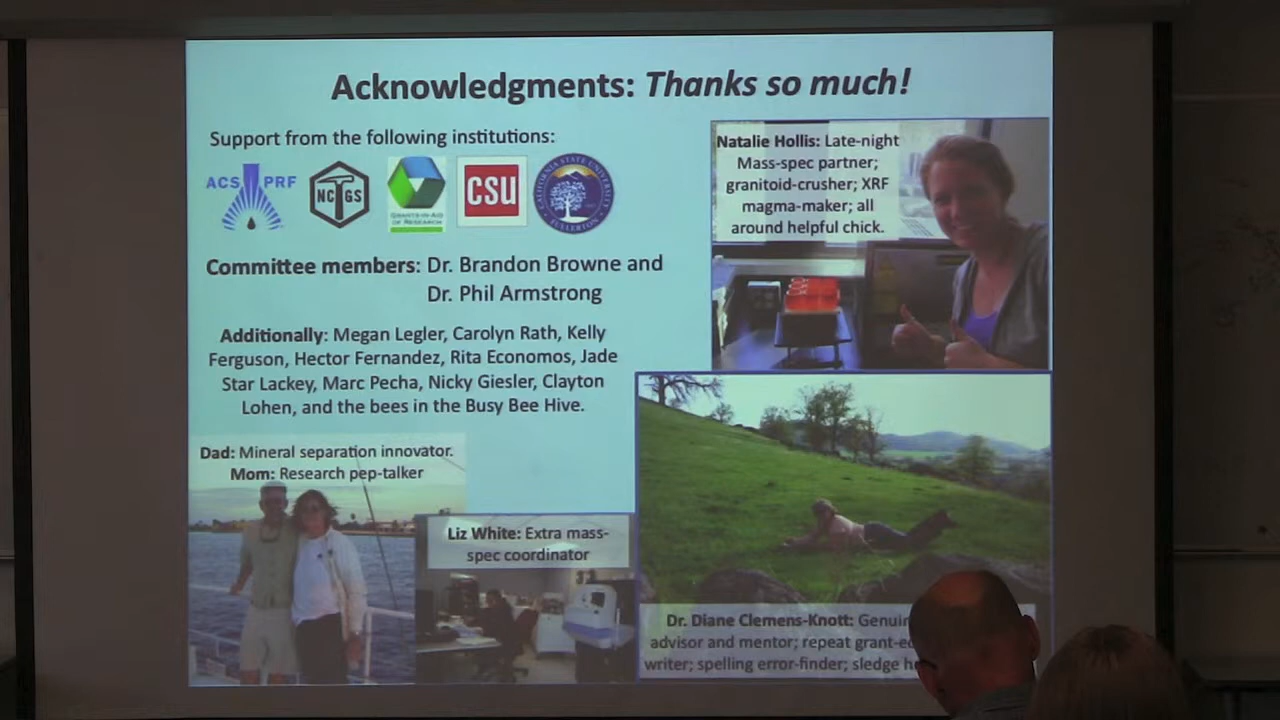 Acknowledgments: Thanks so much!
Support from the following institutions:
ACS PRF
NC GS
GRANTS-IN-AID
OF RESEARCH
CSU
CALIFORNIA STATE UNIVERSITY
FULLERTON
Natalie Hollis: Late-night
Mass-spec partner;
granitoid-crusher; XRF
magma-maker; all
around helpful chick.
Committee members: Dr. Brandon Browne and
Dr. Phil Armstrong
Additionally: Megan Legler, Carolyn Rath, Kelly
Ferguson, Hector Fernandez, Rita Economos, Jade
Star Lackey, Marc Pecha, Nicky Giesler, Clayton
Lohen, and the bees in the Busy Bee Hive.
Dad: Mineral separation innovator.
Mom: Research pep-talker
Liz White: Extra mass-
spec coordinator
Dr. Diane Clemens-Knott:
advisor and mentor; repeat
writer; spelling error-finder; sledge